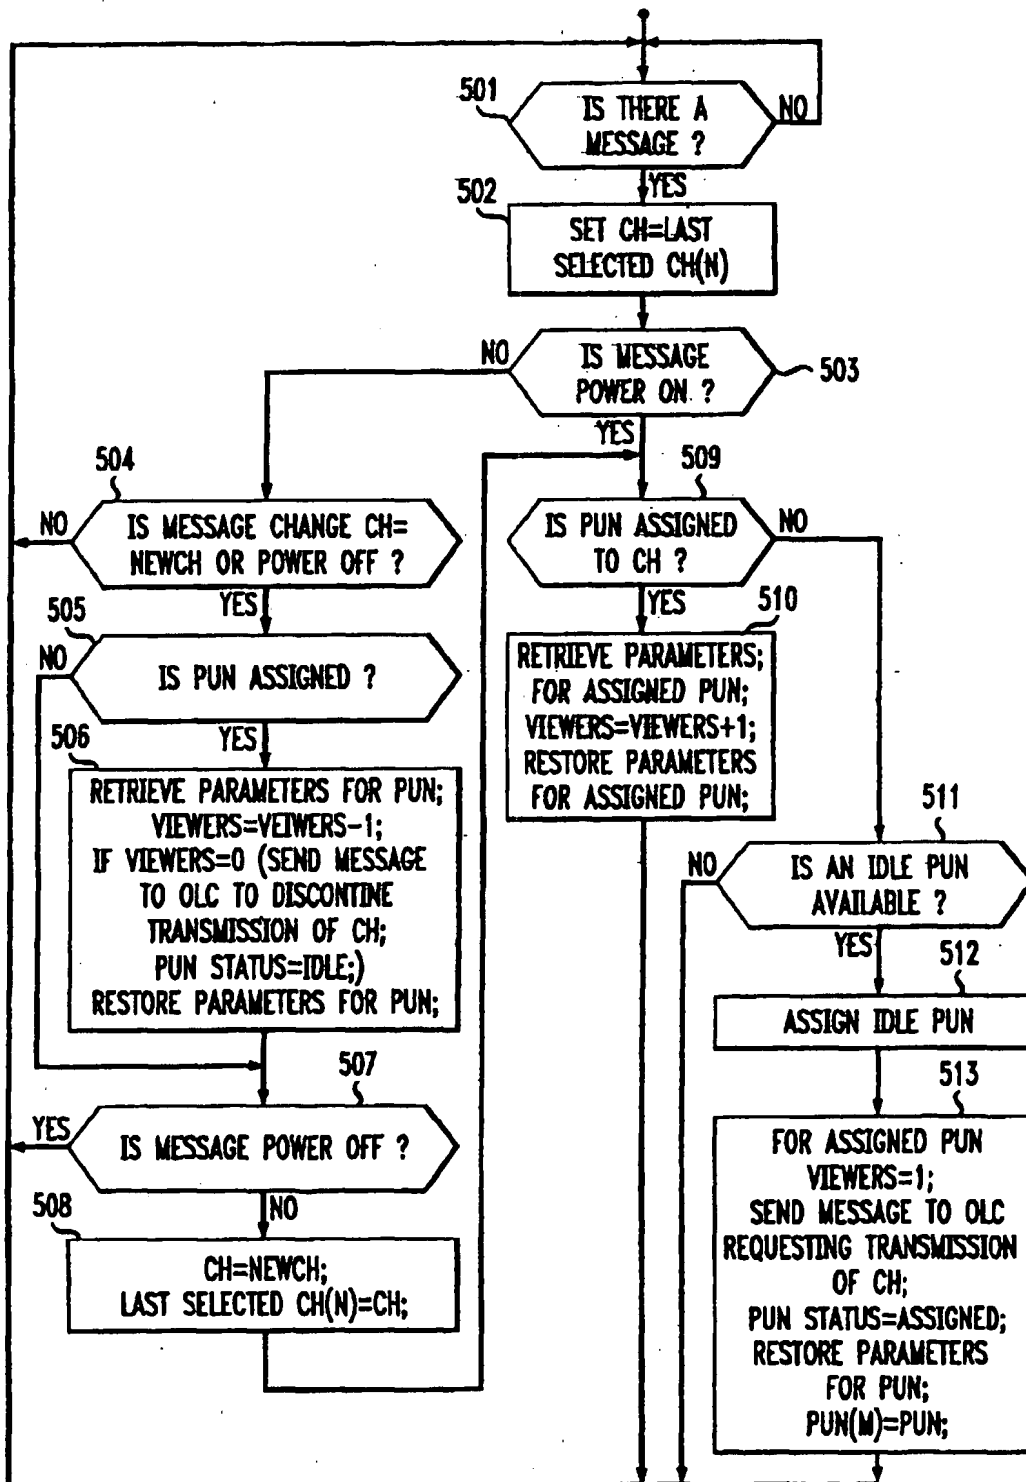 501
IS THERE A
MESSAGE ?
NO
YES
502
SET CH=LAST
SELECTED CH(N)
NO
IS MESSAGE
POWER ON ?
503
YES
504
NO
IS MESSAGE CHANGE CH=
NEWCH OR POWER OFF ?
YES
505
NO
IS PUN ASSIGNED ?
YES
506
RETRIEVE PARAMETERS FOR PUN;
VIEWERS=VEIWERS-1;
IF VIEWERS=0 (SEND MESSAGE
TO OLC TO DISCONTINE
TRANSMISSION OF CH;
PUN STATUS=IDLE;)
RESTORE PARAMETERS FOR PUN;
507
YES
IS MESSAGE POWER OFF ?
NO
508
CH=NEWCH;
LAST SELECTED CH(N)=CH;
509
IS PUN ASSIGNED
TO CH ?
NO
YES
510
RETRIEVE PARAMETERS;
FOR ASSIGNED PUN;
VIEWERS=VIEWERS+1;
RESTORE PARAMETERS
FOR ASSIGNED PUN;
511
NO
IS AN IDLE PUN
AVAILABLE ?
YES
512
ASSIGN IDLE PUN
513
FOR ASSIGNED PUN
VIEWERS=1;
SEND MESSAGE TO OLC
REQUESTING TRANSMISSION
OF CH;
PUN STATUS=ASSIGNED;
RESTORE PARAMETERS
FOR PUN;
PUN(M)=PUN;